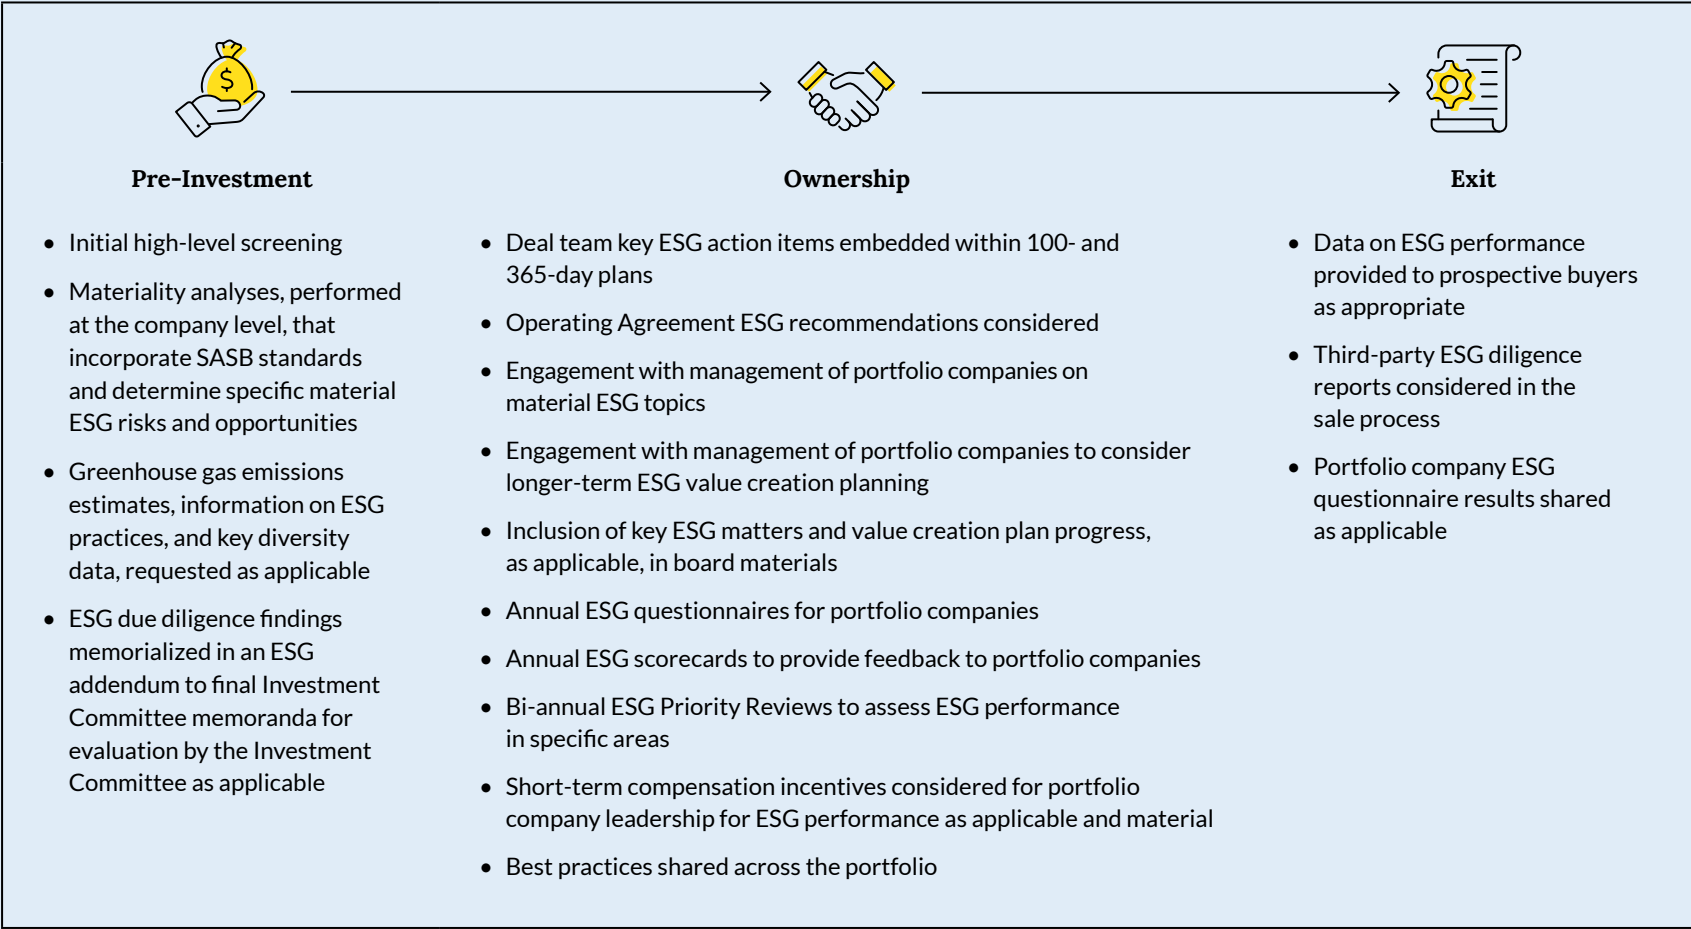 $
Pre-Investment
• Initial high-level screening
• Materiality analyses, performed
at the company level, that
incorporate SASB standards
and determine specific material
ESG risks and opportunities
• Greenhouse gas emissions
estimates, information on ESG
practices, and key diversity
data, requested as applicable
• ESG due diligence findings
memorialized in an ESG
addendum to final Investment
Committee memoranda for
evaluation by the Investment
Committee as applicable
Ownership
• Deal team key ESG action items embedded within 100- and
365-day plans
• Operating Agreement ESG recommendations considered
• Engagement with management of portfolio companies on
material ESG topics
• Engagement with management of portfolio companies to consider
longer-term ESG value creation planning
• Inclusion of key ESG matters and value creation plan progress,
as applicable, in board materials
• Annual ESG questionnaires for portfolio companies
• Annual ESG scorecards to provide feedback to portfolio companies
• Bi-annual ESG Priority Reviews to assess ESG performance
in specific areas
• Short-term compensation incentives considered for portfolio
company leadership for ESG performance as applicable and material
• Best practices shared across the portfolio
Exit
• Data on ESG performance
provided to prospective buyers
as appropriate
• Third-party ESG diligence
reports considered in the
sale process
• Portfolio company ESG
questionnaire results shared
as applicable